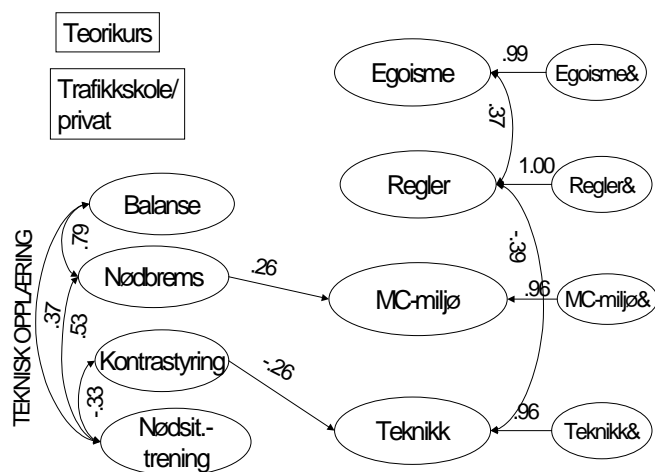 Teorikurs
Trafikkskole/
privat
TEKNISK OPPLÆRING
Balanse
Nødbrems
Kontrastyring
Nødsit.-
trening
.79
.37
.53
-.33
.26
-.26
Egoisme
Regler
MC-miljø
Teknikk
.37
-.39
.99
1.00
.96
.96
Egoisme&
Regler&
MC-miljø&
Teknikk&